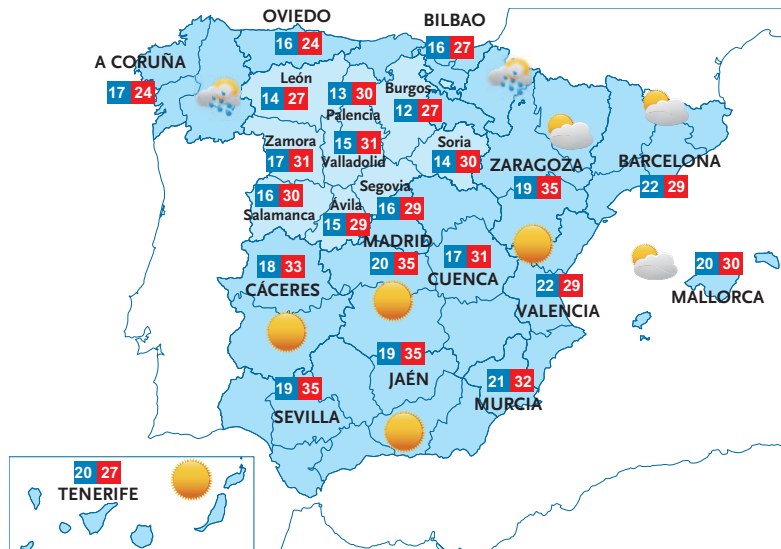 OVIEDO
16 24
BILBAO
16 27
A CORUÑA
17 24
León
14 27
13 30
Palencia
Burgos
12 27
Zamora
17 31
15 31
Valladolid
Soria
14 30
ZARAGOZA
19 35
BARCELONA
22 29
16 30
Salamanca
Ávila
15 29
Segovia
16 29
MADRID
20 35
17 31
CUENCA
18 33
CÁCERES
22 29
VALENCIA
20 30
MALLORCA
19 35
JAÉN
19 35
SEVILLA
21 32
MURCIA
20 27
TENERIFE